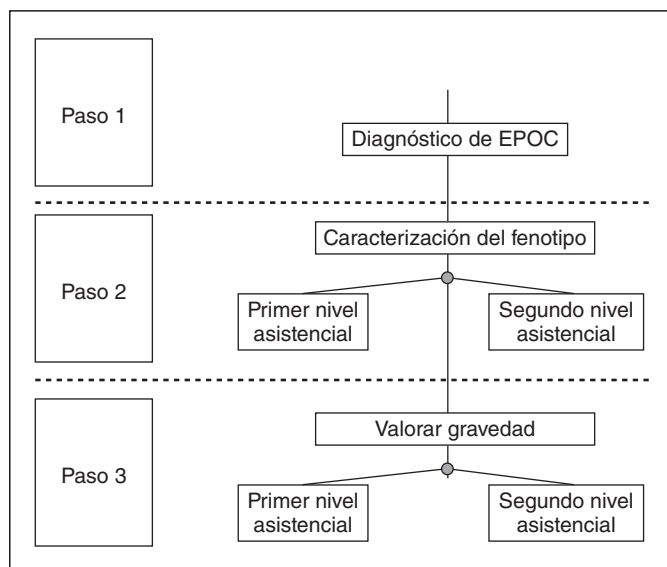 Paso 1
Diagnóstico de EPOC
Caracterización del fenotipo
Paso 2
Primer nivel
asistencial
Segundo nivel
asistencial
Valorar gravedad
Paso 3
Primer nivel
asistencial
Segundo nivel
asistencial